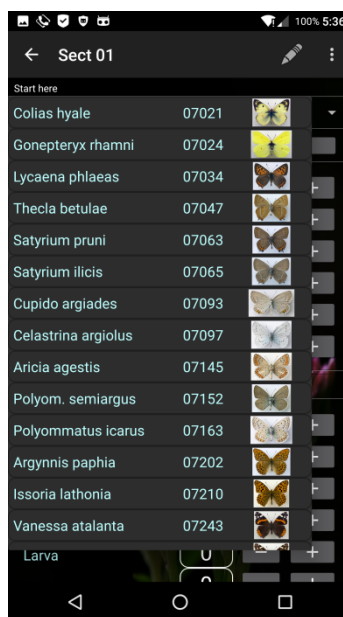 100% 5:36
Sect 01
Start here
Colias hyale 07021
Gonepteryx rhamni 07024
Lycaena phlaeas 07034
Thecla betulae 07047
Satyrium pruni 07063
Satyrium ilicis 07065
Cupido argiades 07093
Celastrina argiolus 07097
Aricia agestis 07145
Polyom. semiargus 07152
Polyommatus icarus 07163
Argynnis paphia 07202
Issoria lathonia 07210
Vanessa atalanta 07243
Larva 0 − +